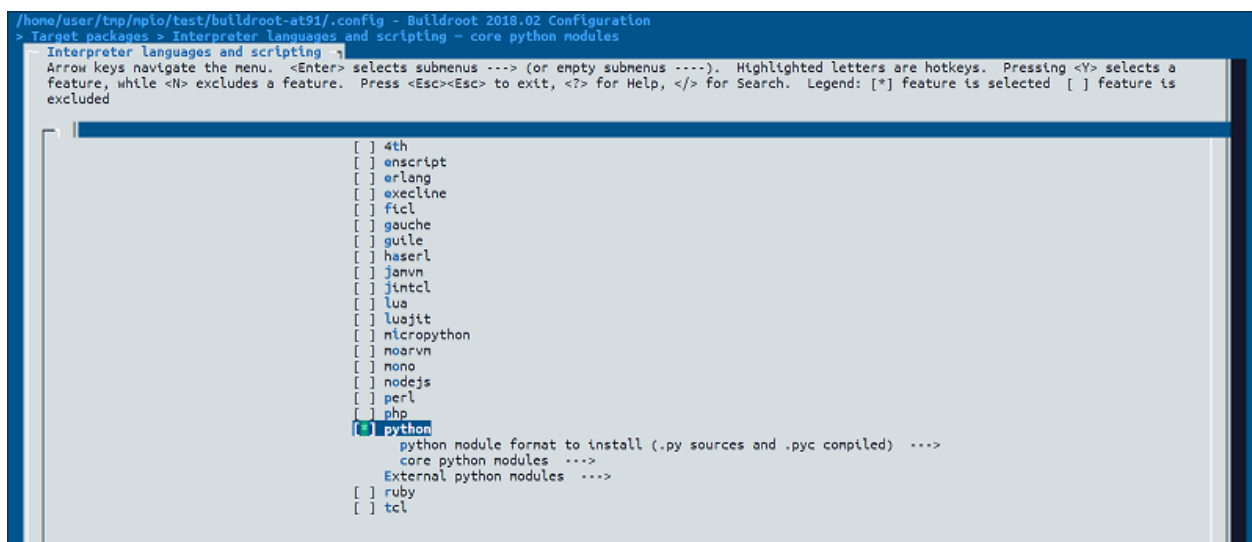 /home/user/tmp/mpio/test/buildroot-at91/.config - Buildroot 2018.02 Configuration
> Target packages > Interpreter languages and scripting — core python modules
Interpreter languages and scripting
Arrow keys navigate the menu.  <Enter> selects submenus ---> (or empty submenus ----).  Highlighted letters are hotkeys.  Pressing <Y> selects a
feature, while <N> excludes a feature.  Press <Esc><Esc> to exit, <?> for Help, </> for Search.  Legend: [*] feature is selected  [ ] feature is
excluded
[ ] 4th
[ ] enscript
[ ] erlang
[ ] execline
[ ] ficl
[ ] gauche
[ ] guile
[ ] haserl
[ ] jamvm
[ ] jimtcl
[ ] lua
[ ] luajit
[ ] micropython
[ ] moarvm
[ ] mono
[ ] nodejs
[ ] perl
[ ] php
[*] python
python module format to install (.py sources and .pyc compiled)  --->
core python modules  --->
External python modules  --->
[ ] ruby
[ ] tcl